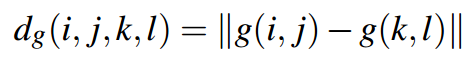 d_g(i, j, k, l) = ‖g(i, j) − g(k, l)‖